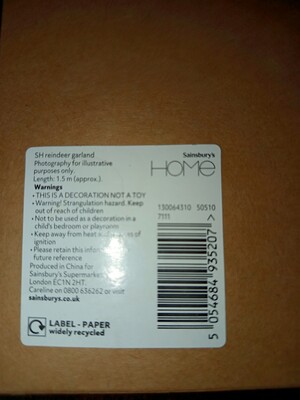 SH reindeer garland
Photography for illustrative
purposes only.
Length: 1.5 m (approx.).
Warnings
• THIS IS A DECORATION NOT A TOY
• Warning! Strangulation hazard. Keep
out of reach of children
• Not to be used as a decoration in a
child's bedroom or playroom
• Keep away from heat of
ignition
• Please retain this
future reference
Produced in China for
Sainsbury's Supermarket
London EC1N 2HT.
Careline on 0800 636262 or visit
sainsburys.co.uk
LABEL - PAPER
widely recycled
Sainsbury's
HOME
130064310 50510
7111
5 054684 935207 >